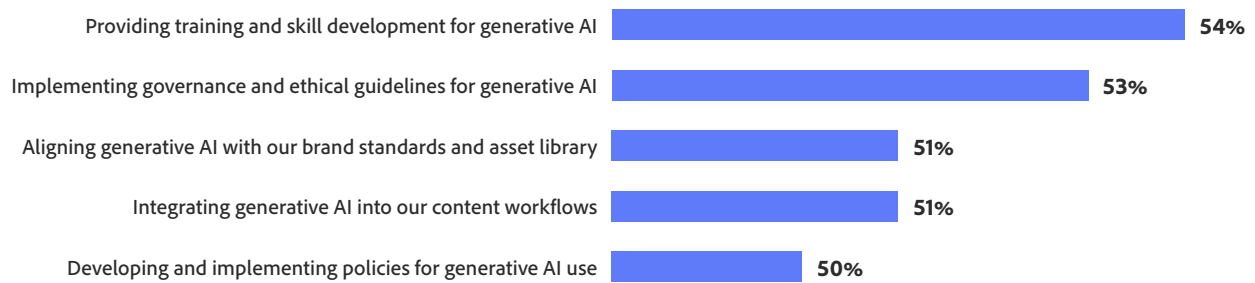 Providing training and skill development for generative AI 54%
Implementing governance and ethical guidelines for generative AI 53%
Aligning generative AI with our brand standards and asset library 51%
Integrating generative AI into our content workflows 51%
Developing and implementing policies for generative AI use 50%